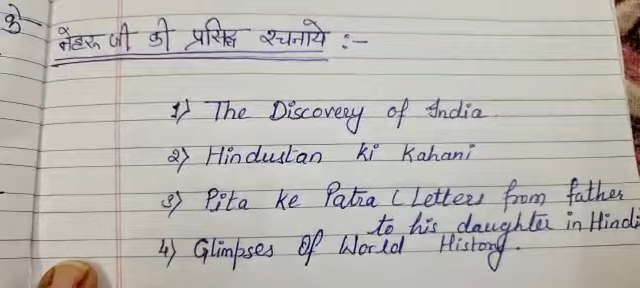 नेहरू जी की प्रसिद्ध रचनाये :-
1) The Discovery of India.
2) Hindustan ki Kahani
3) Pita ke Patra (Letters from father
to his daughter in Hindi
4) Glimpses Of World History.